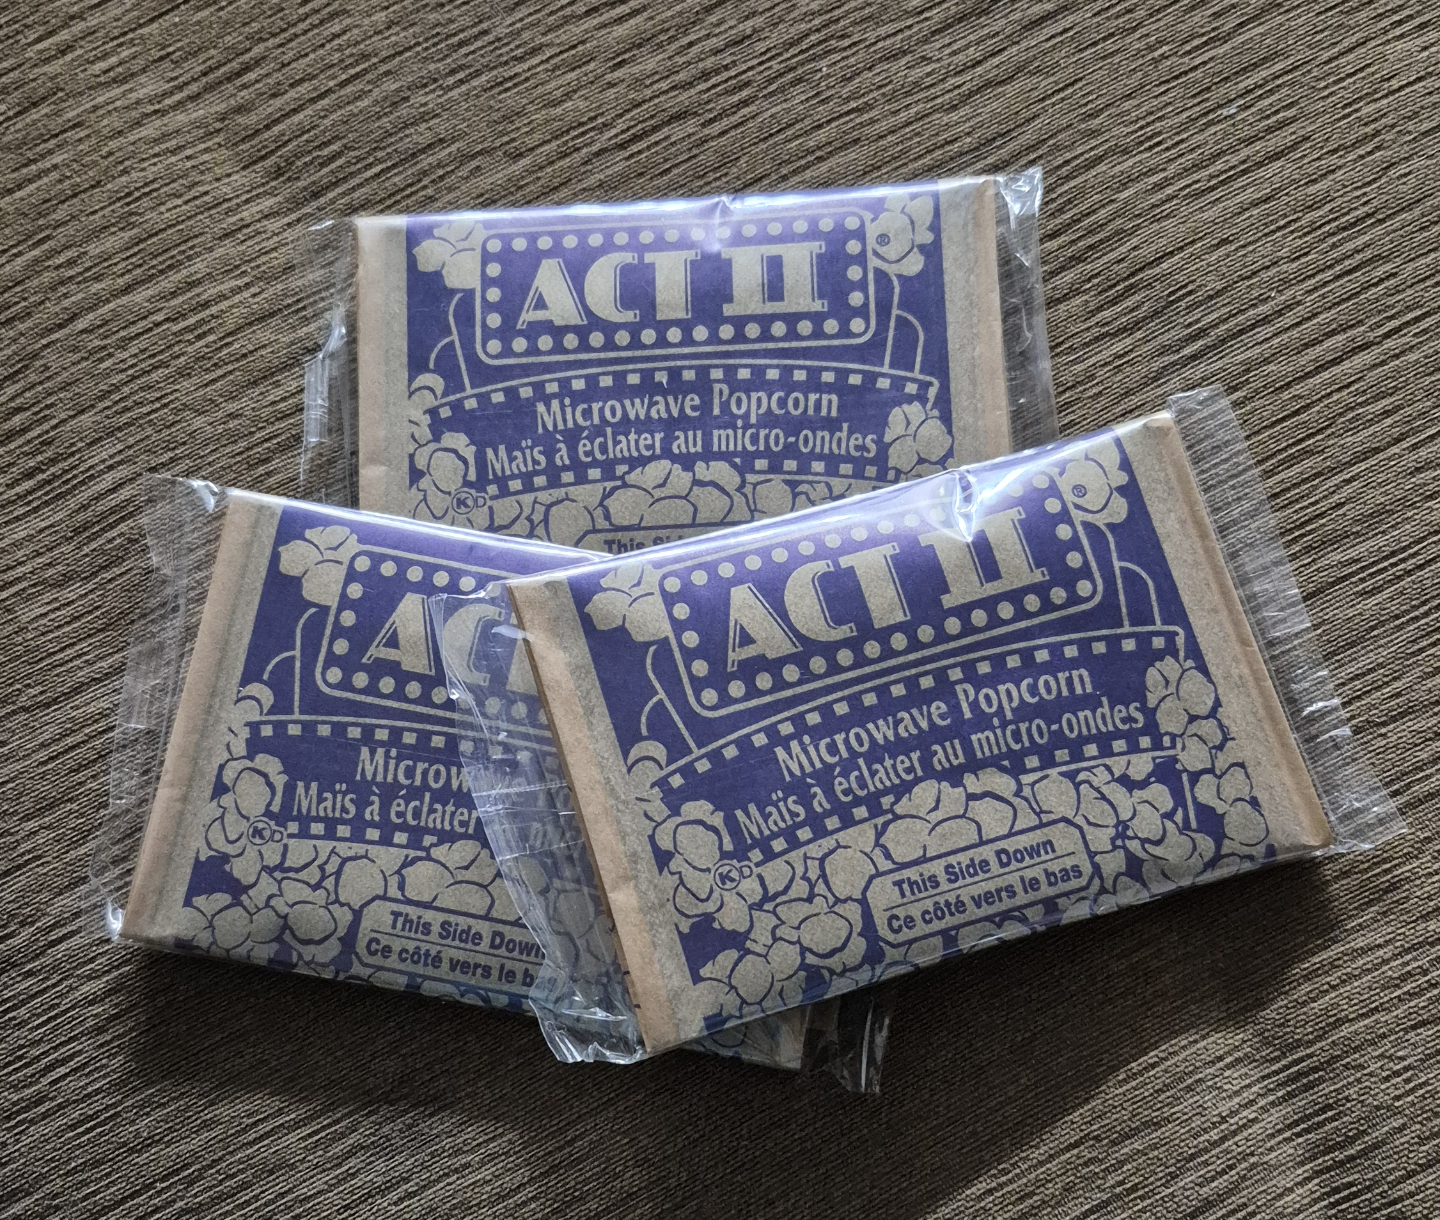 ACT II
®
Microwave Popcorn
Maïs à éclater au micro-ondes
K D
This
Microw
Maïs à éclater
K D
This Side Down
Ce côté vers le
ACT II
®
Microwave Popcorn
Maïs à éclater au micro-ondes
K D
This Side Down
Ce côté vers le bas